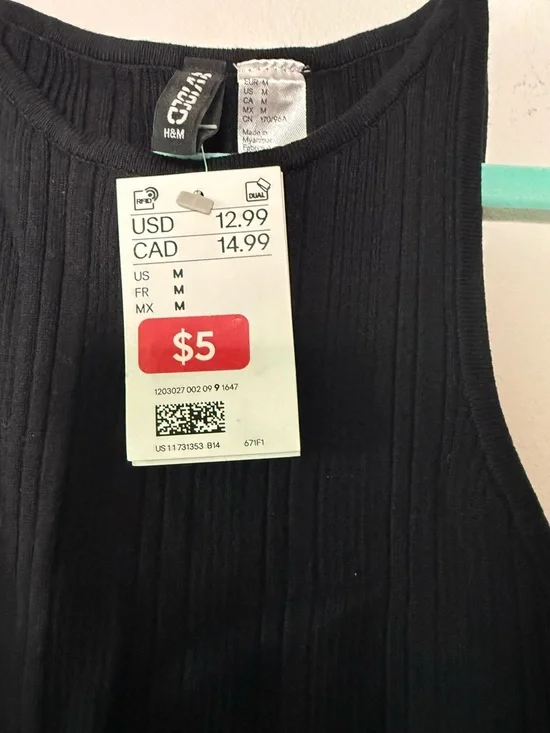 DIVIDED
H&M
EUR M
US M
CA M
MX M
CN 170/96A
Made in
Myanmar
RFID
DUAL
USD 12.99
CAD 14.99
US M
FR M
MX M
$5
1203027 002 09 9 1647
US 11 731353 B14 671F1